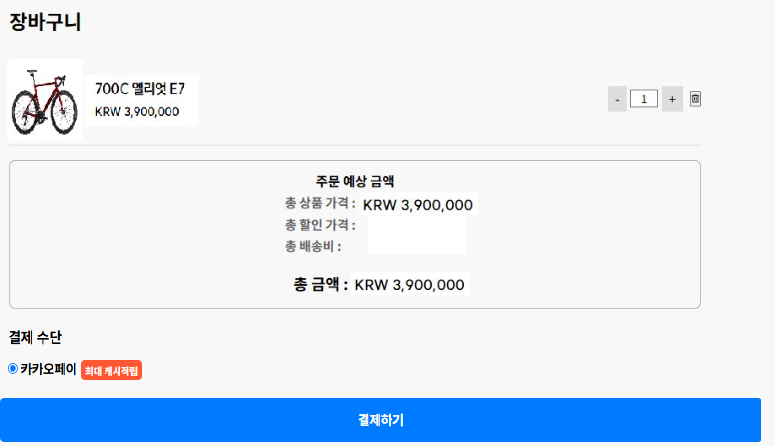 장바구니
700C 엘리엇 E7
KRW 3,900,000
- 1 +
주문 예상 금액
총 상품 가격 : KRW 3,900,000
총 할인 가격 :
총 배송비 :
총 금액 : KRW 3,900,000
결제 수단
카카오페이 최대 캐시적립
결제하기